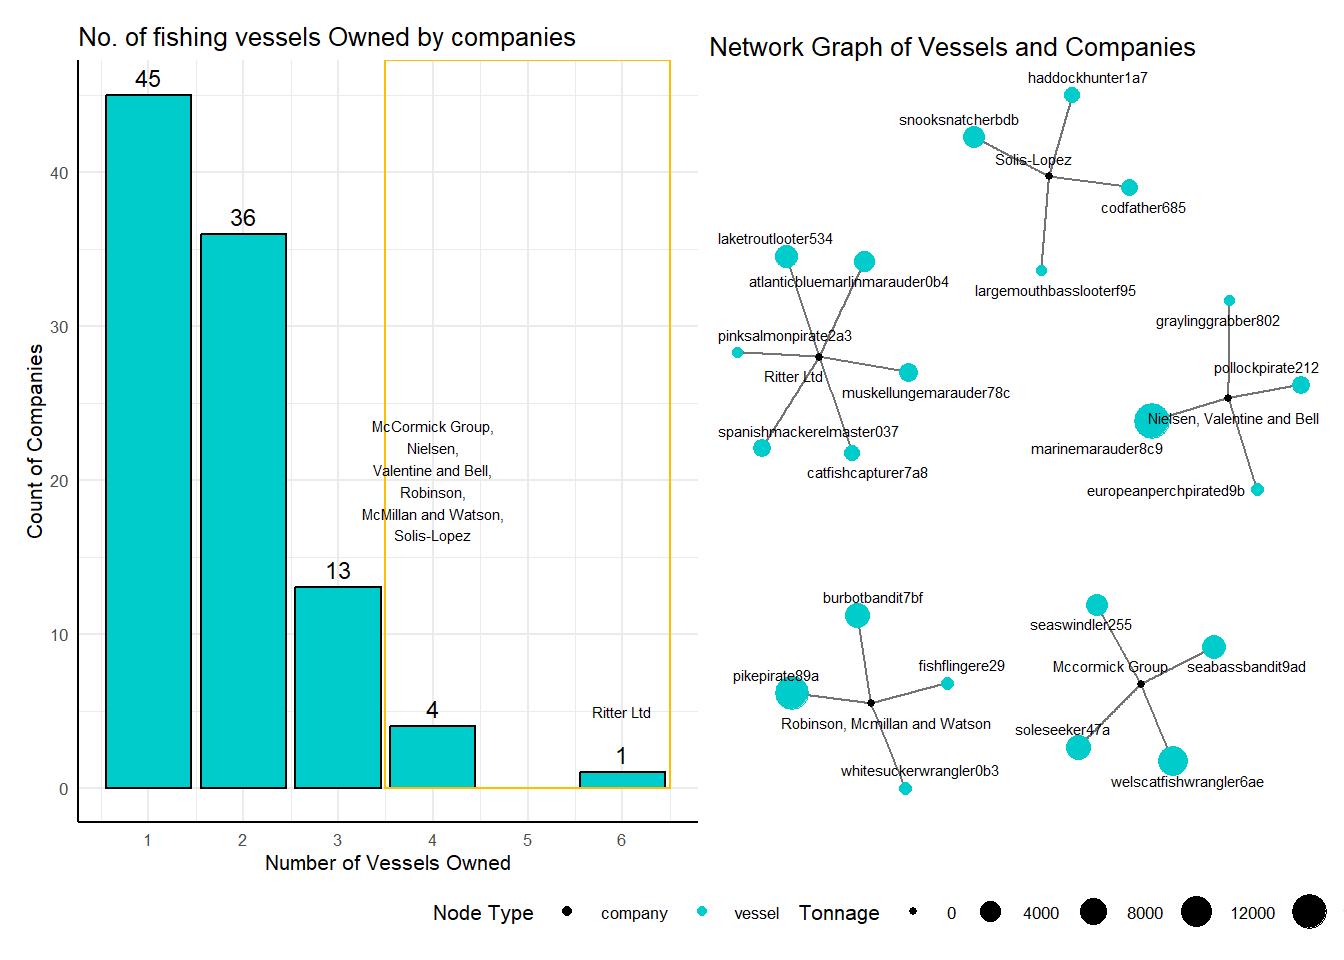 No. of fishing vessels Owned by companies
45
36
13
4
1
McCormick Group,
Nielsen,
Valentine and Bell,
Robinson,
McMillan and Watson,
Solis-Lopez
Ritter Ltd
Count of Companies
40
30
20
10
0
1
2
3
4
5
6
Number of Vessels Owned
Network Graph of Vessels and Companies
haddockhunter1a7
snooksnatcherbdb
Solis-Lopez
codfather685
largemouthbasslooterf95
laketroutlooter534
atlanticbluemarlinmarauder0b4
pinksalmonpirate2a3
Ritter Ltd
muskellungemarauder78c
spanishmackerelmaster037
catfishcapturer7a8
graylinggrabber802
pollockpirate212
Nielsen, Valentine and Bell
marinemarauder8c9
europeanperchpirated9b
burbotbandit7bf
fishflingere29
pikepirate89a
Robinson, Mcmillan and Watson
whitesuckerwrangler0b3
seaswindler255
Mccormick Group
seabassbandit9ad
soleseeker47a
welscatfishwrangler6ae
Node Type
company
vessel
Tonnage
0
4000
8000
12000